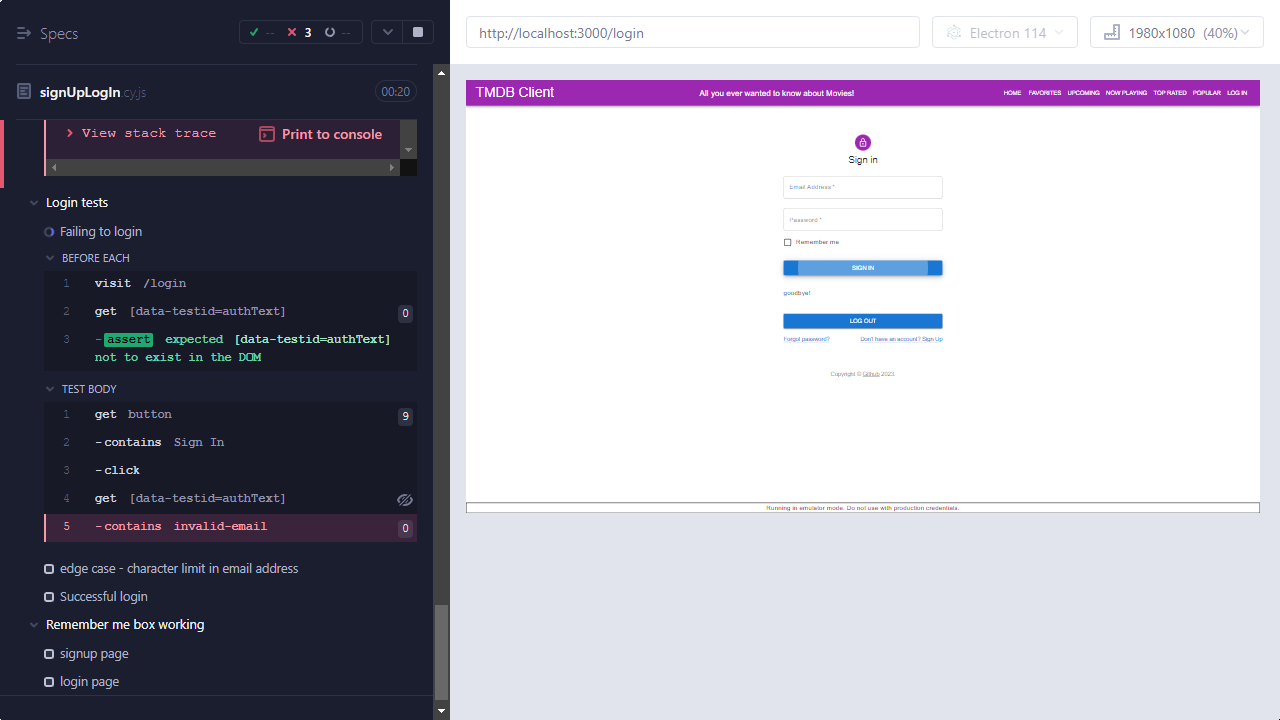 Specs
-- 3 --
signUpLogIn.cy.js 00:20
View stack trace Print to console
Login tests
Failing to login
BEFORE EACH
1 visit /login
2 get [data-testid=authText] 0
3 -assert expected [data-testid=authText]
not to exist in the DOM
TEST BODY
1 get button 9
2 -contains Sign In
3 -click
4 get [data-testid=authText]
5 -contains invalid-email 0
edge case - character limit in email address
Successful login
Remember me box working
signup page
login page
http://localhost:3000/login Electron 114 1980x1080 (40%)
TMDB Client All you ever wanted to know about Movies! HOME FAVORITES UPCOMING NOW PLAYING TOP RATED POPULAR LOG IN
Sign in
Email Address *
Password *
Remember me
SIGN IN
goodbye!
LOG OUT
Forgot password? Don't have an account? Sign Up
Copyright © Github 2023.
Running in emulator mode. Do not use with production credentials.